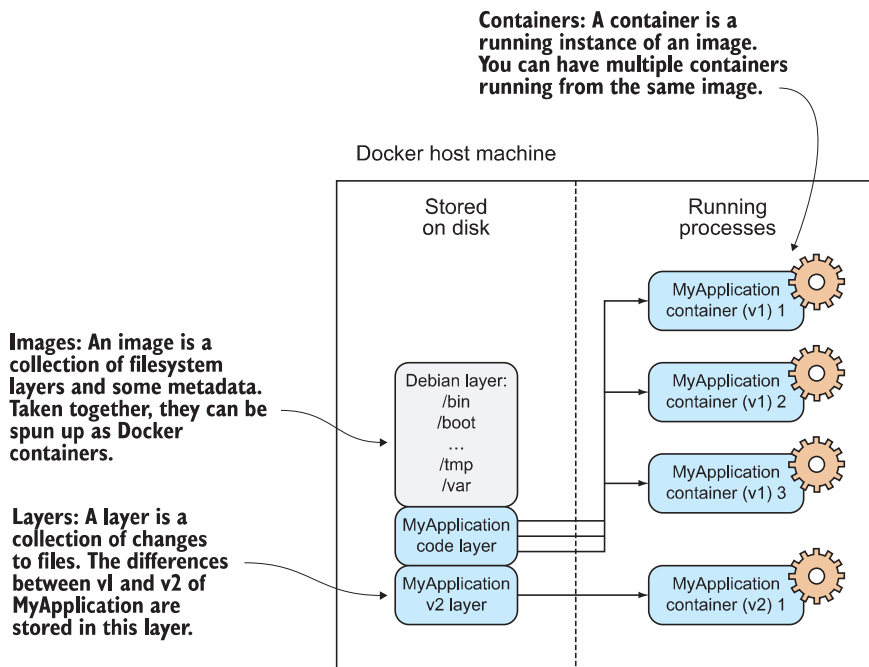 Containers: A container is a
running instance of an image.
You can have multiple containers
running from the same image.
Docker host machine
Stored
on disk
Running
processes
Images: An image is a
collection of filesystem
layers and some metadata.
Taken together, they can be
spun up as Docker
containers.
Debian layer:
/bin
/boot
...
/tmp
/var
Layers: A layer is a
collection of changes
to files. The differences
between v1 and v2 of
MyApplication are
stored in this layer.
MyApplication
code layer
MyApplication
v2 layer
MyApplication
container (v1) 1
MyApplication
container (v1) 2
MyApplication
container (v1) 3
MyApplication
container (v2) 1